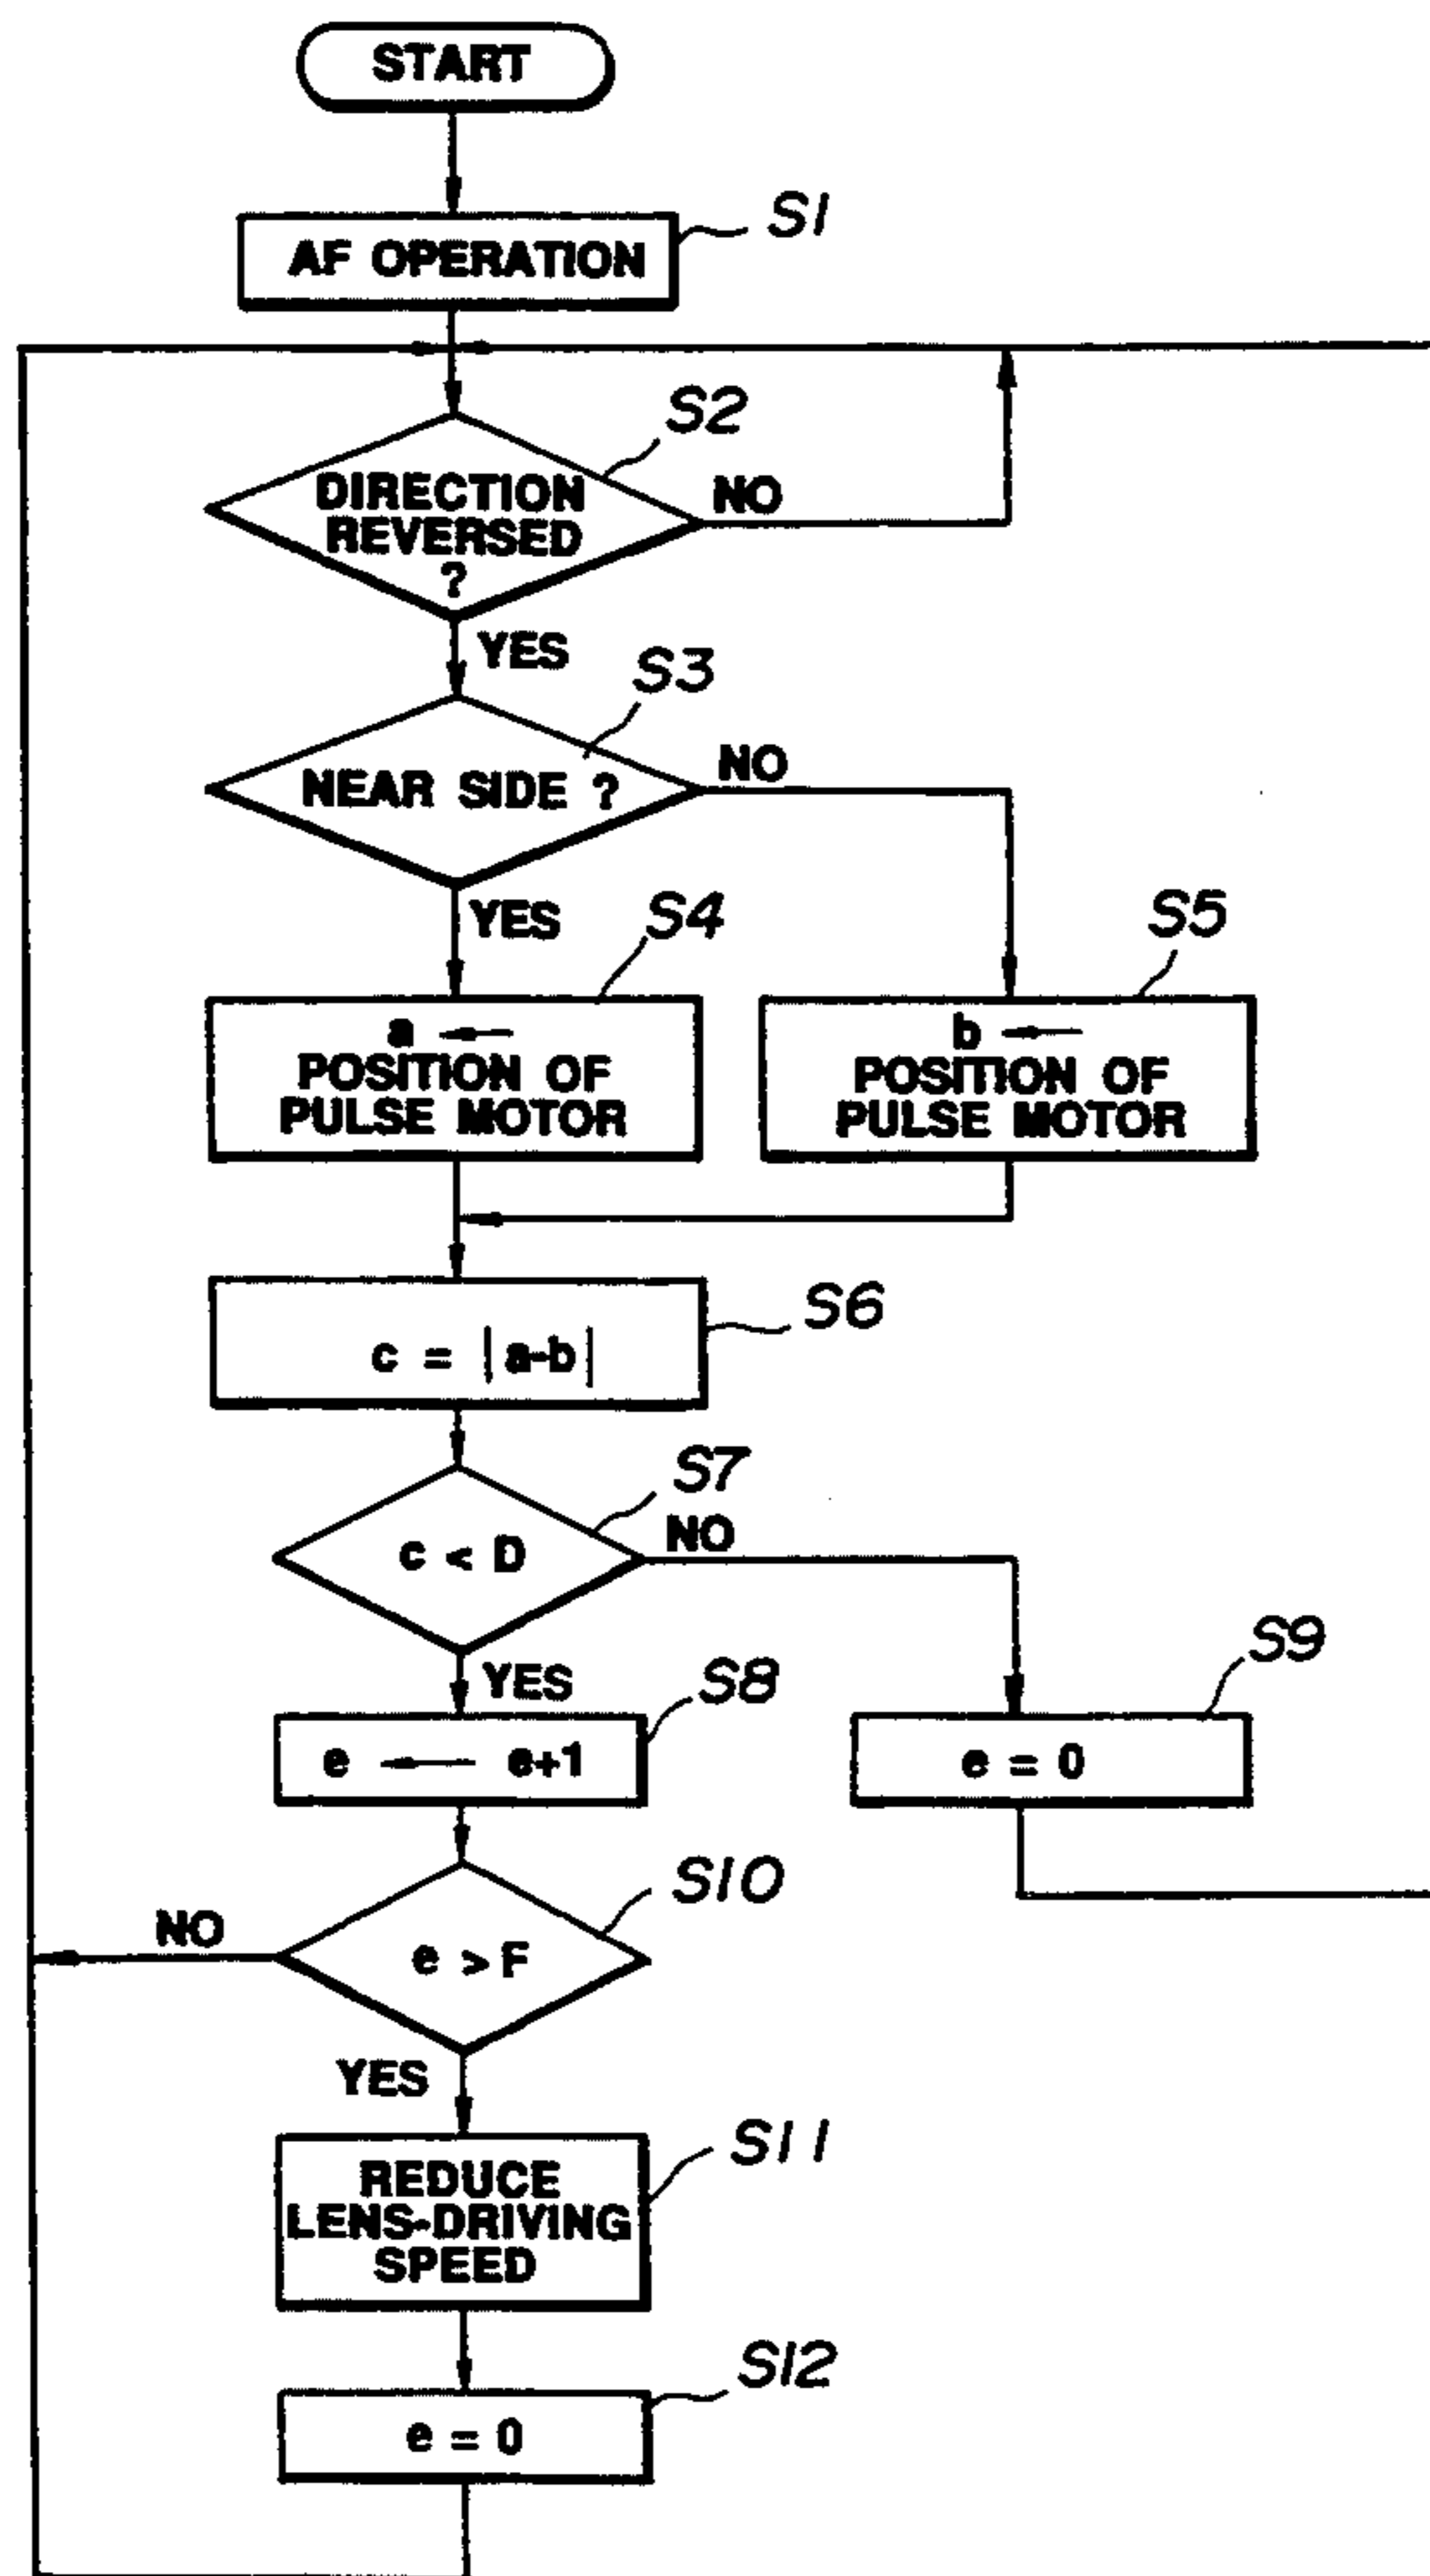 START
S1
AF OPERATION
S2
DIRECTION
REVERSED
?
NO
YES
S3
NEAR SIDE ?
NO
YES
S4
S5
a ←
POSITION OF
PULSE MOTOR
b ←
POSITION OF
PULSE MOTOR
S6
c = |a-b|
S7
c < D
NO
YES
S8
S9
e ← e+1
e = 0
S10
NO
e > F
YES
S11
REDUCE
LENS-DRIVING
SPEED
S12
e = 0